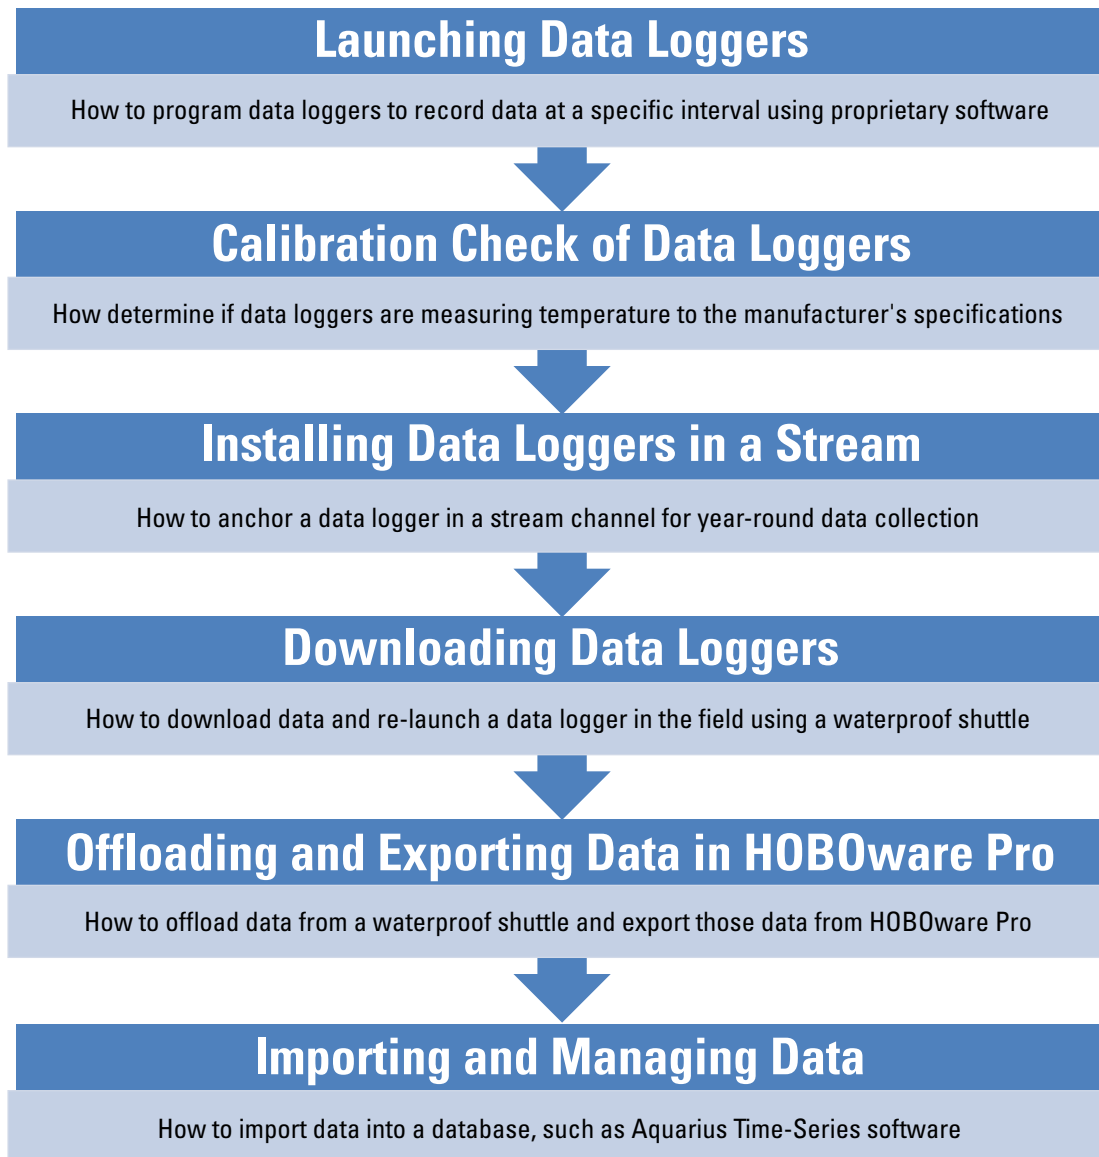 Launching Data Loggers
How to program data loggers to record data at a specific interval using proprietary software
Calibration Check of Data Loggers
How determine if data loggers are measuring temperature to the manufacturer's specifications
Installing Data Loggers in a Stream
How to anchor a data logger in a stream channel for year-round data collection
Downloading Data Loggers
How to download data and re-launch a data logger in the field using a waterproof shuttle
Offloading and Exporting Data in HOBOware Pro
How to offload data from a waterproof shuttle and export those data from HOBOware Pro
Importing and Managing Data
How to import data into a database, such as Aquarius Time-Series software